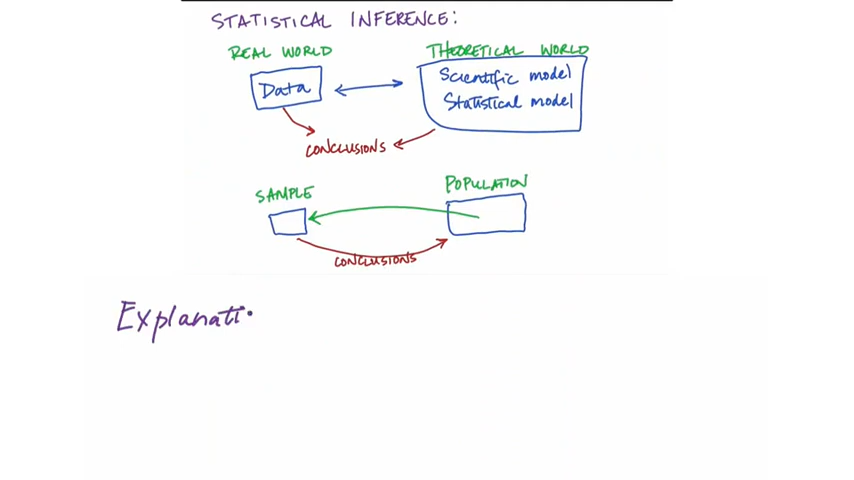 STATISTICAL INFERENCE:
REAL WORLD
THEORETICAL WORLD
Data
Scientific model
Statistical model
CONCLUSIONS
SAMPLE
POPULATION
CONCLUSIONS
Explanati